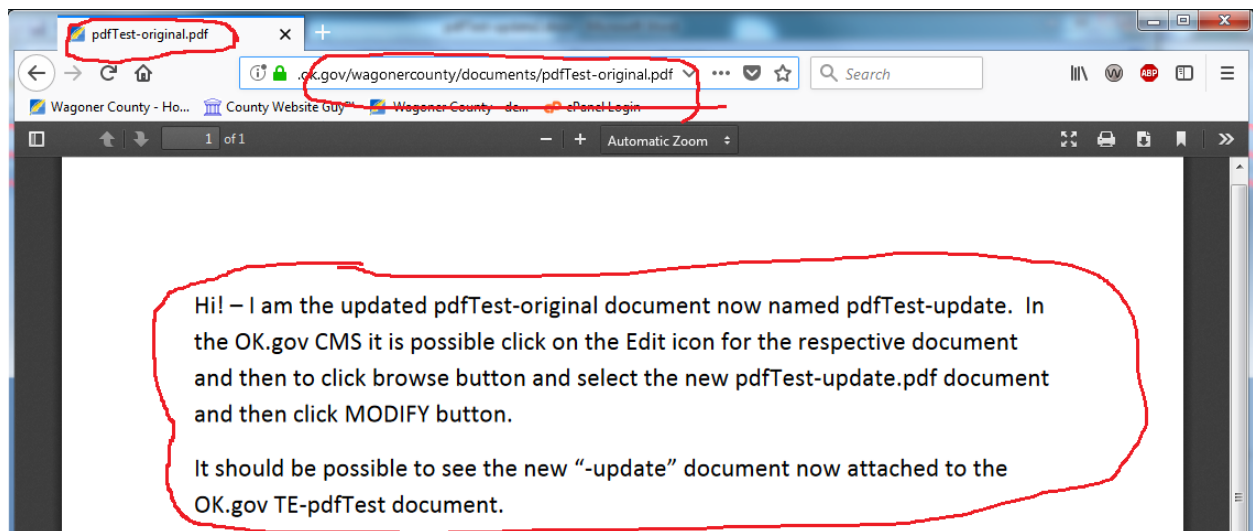 pdfTest-original.pdf
.ok.gov/wagonercounty/documents/pdfTest-original.pdf
Search
ABP
Wagoner County - Ho... County Website Guy Wagoner County - de... cPanel Login
1 of 1
Automatic Zoom
Hi! – I am the updated pdfTest-original document now named pdfTest-update. In
the OK.gov CMS it is possible click on the Edit icon for the respective document
and then to click browse button and select the new pdfTest-update.pdf document
and then click MODIFY button.
It should be possible to see the new “-update” document now attached to the
OK.gov TE-pdfTest document.